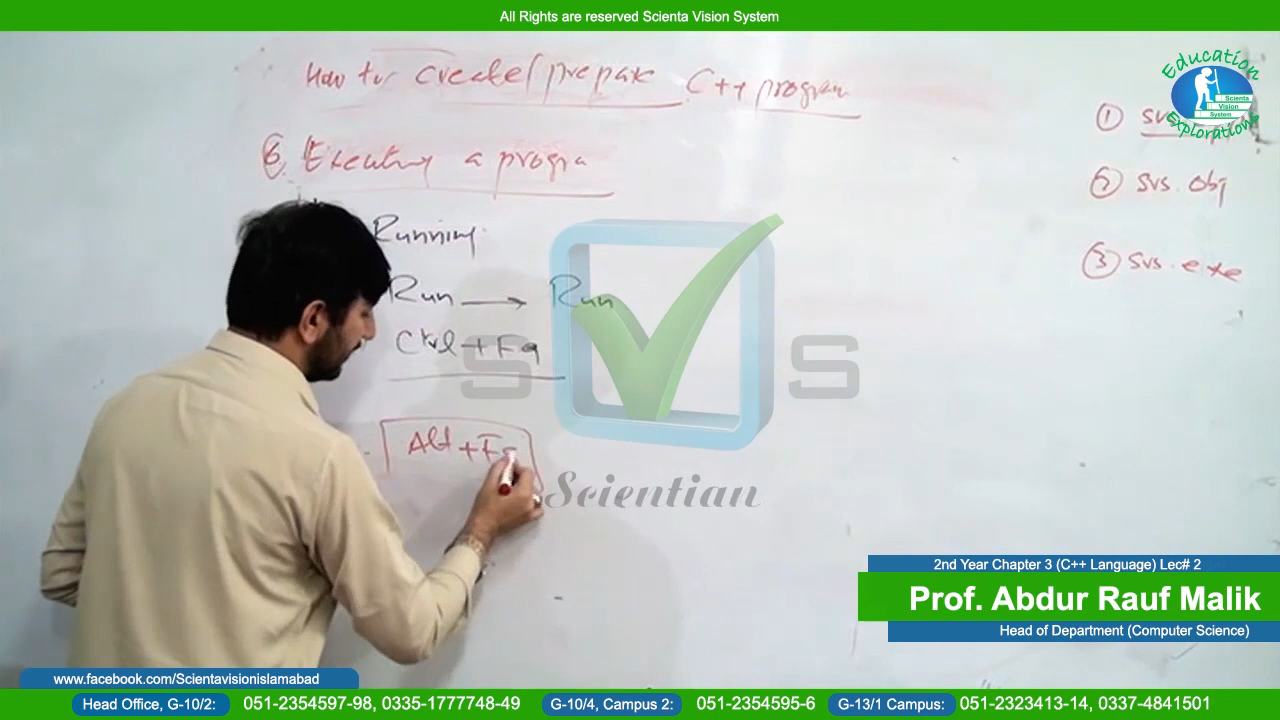 All Rights are reserved Scienta Vision System
How to create/prepare C++ program
6. Executing a progra
Running
Run → Run
Ctrl + F9
Alt + F
① svs
② svs. obj
③ svs. exe
Education
Scienta
Vision
System
Explorations
S S
Scientian
2nd Year Chapter 3 (C++ Language) Lec# 2
Prof. Abdur Rauf Malik
Head of Department (Computer Science)
www.facebook.com/Scientavisionislamabad
Head Office, G-10/2: 051-2354597-98, 0335-1777748-49 G-10/4, Campus 2: 051-2354595-6 G-13/1 Campus: 051-2323413-14, 0337-4841501